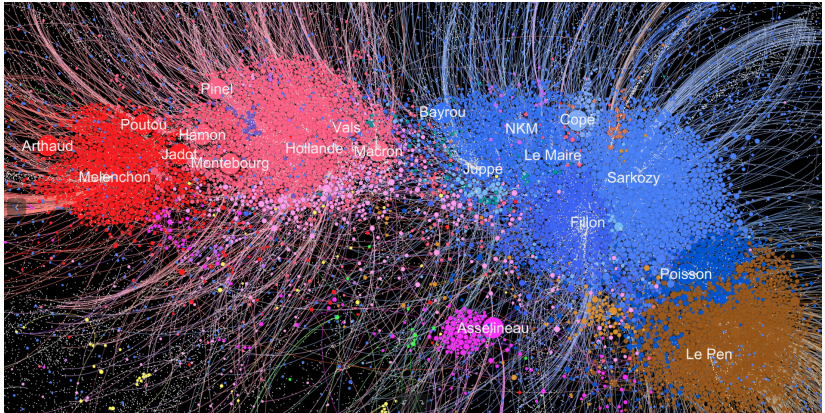 Pinel
Bayrou
Cope
Poutou
Vals
NKM
Hamon
Arthaud
Hollande
Macron
Jadot
Le Maire
Montebourg
Juppe
Melenchon
Sarkozy
Fillon
Poisson
Asselineau
Le Pen